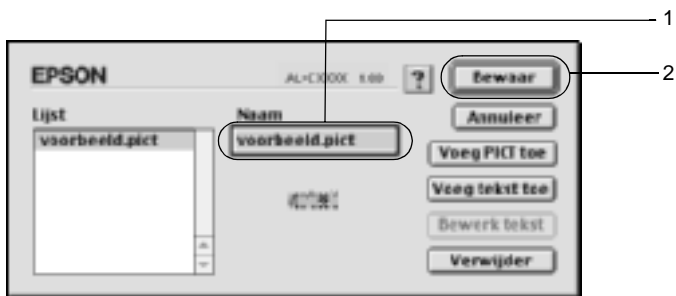 1
EPSON
AL-CXXXX 1.00
?
Bewaar
2
Lijst
Naam
Annuleer
voorbeeld.pict
voorbeeld.pict
Voeg PICT toe
Voeg tekst toe
Bewerk tekst
Verwijder